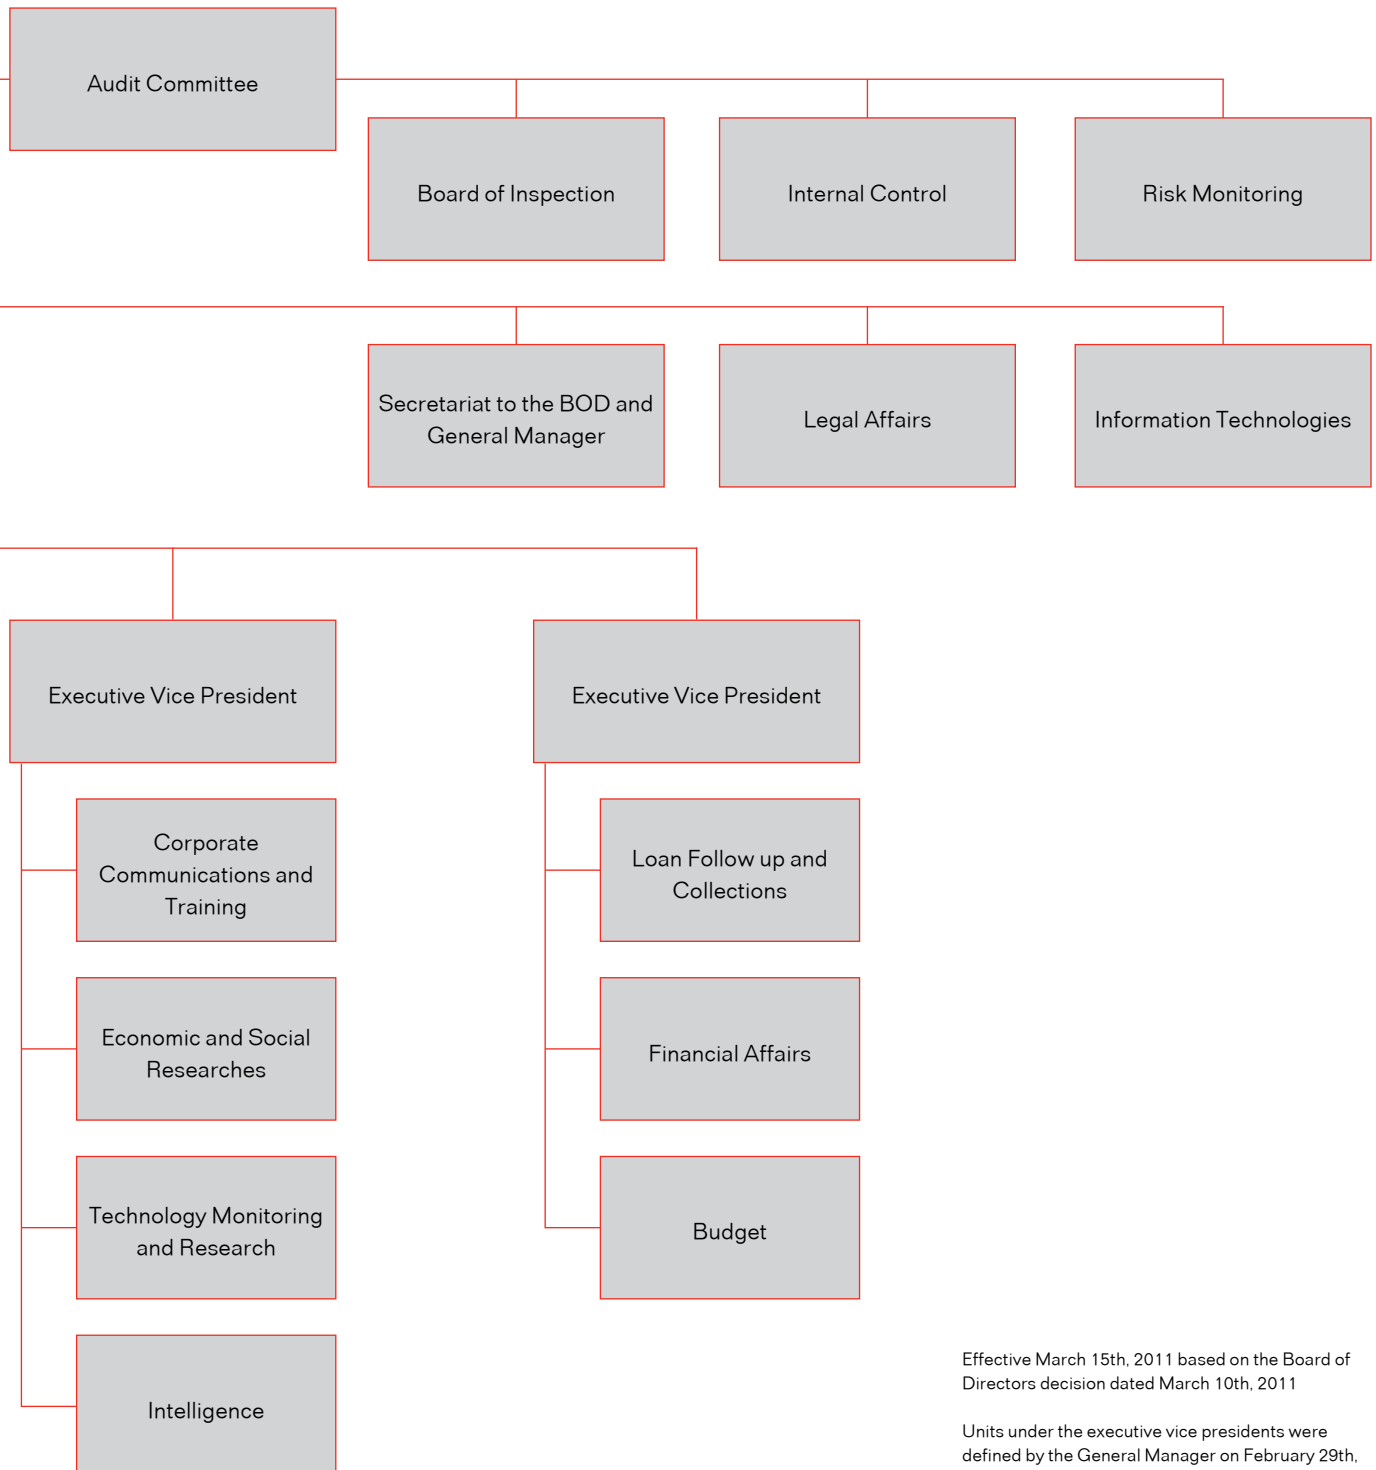 Audit Committee
Board of Inspection
Internal Control
Risk Monitoring
Secretariat to the BOD and
General Manager
Legal Affairs
Information Technologies
Executive Vice President
Executive Vice President
Corporate
Communications and
Training
Loan Follow up and
Collections
Economic and Social
Researches
Financial Affairs
Technology Monitoring
and Research
Budget
Intelligence
Effective March 15th, 2011 based on the Board of
Directors decision dated March 10th, 2011
Units under the executive vice presidents were
defined by the General Manager on February 29th,